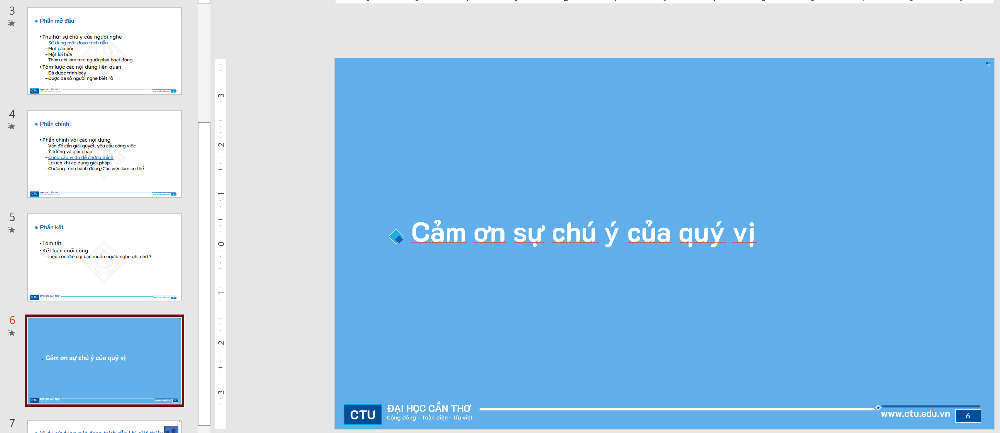 3
Phần mở đầu
• Thu hút sự chú ý của người nghe
– Sử dụng một đoạn trích dẫn
– Một câu hỏi
– Một lời hứa
– Thậm chí làm mọi người phải hoạt động
• Tóm lược các nội dung liên quan
– Đã được trình bày
– Được đa số người nghe biết rõ
CTU ĐẠI HỌC CẦN THƠ
www.ctu.edu.vn
4
Phần chính
• Phần chính với các nội dung
– Vấn đề cần giải quyết, yêu cầu công việc
– Ý tưởng và giải pháp
– Cung cấp ví dụ để chứng minh
– Lợi ích khi áp dụng giải pháp
– Chương trình hành động/Các việc làm cụ thể
CTU ĐẠI HỌC CẦN THƠ
www.ctu.edu.vn
5
Phần kết
• Tóm tắt
• Kết luận cuối cùng
– Liệu còn điều gì bạn muốn người nghe ghi nhớ ?
CTU ĐẠI HỌC CẦN THƠ
www.ctu.edu.vn
6
Cảm ơn sự chú ý của quý vị
CTU ĐẠI HỌC CẦN THƠ
www.ctu.edu.vn
7
Ví dụ sử dụng một đoạn trích dẫn khi giới thiệu
3
2
1
0
1
2
3
Cảm ơn sự chú ý của quý vị
CTU
ĐẠI HỌC CẦN THƠ
Cộng đồng – Toàn diện – Ưu việt
www.ctu.edu.vn
6